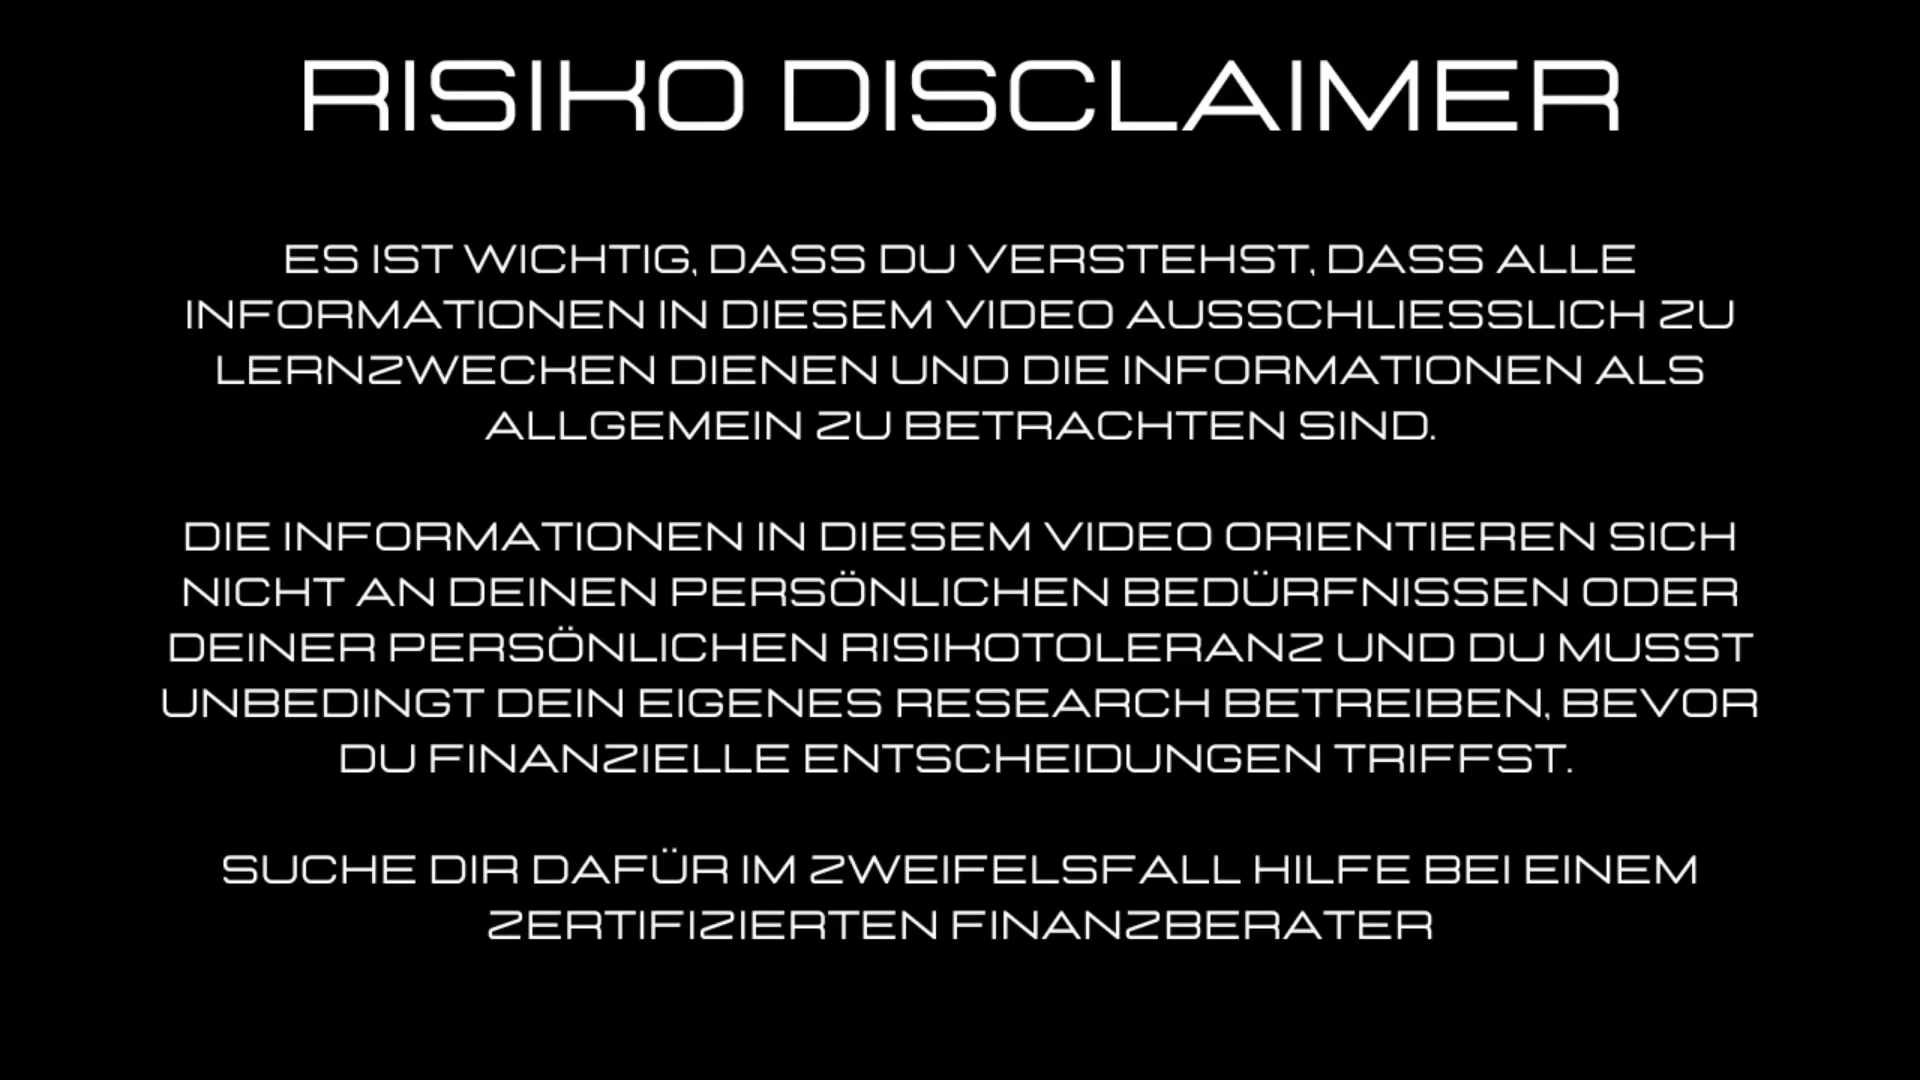 RISIKO DISCLAIMER
ES IST WICHTIG, DASS DU VERSTEHST, DASS ALLE
INFORMATIONEN IN DIESEM VIDEO AUSSCHLIESSLICH ZU
LERNZWECKEN DIENEN UND DIE INFORMATIONEN ALS
ALLGEMEIN ZU BETRACHTEN SIND.
DIE INFORMATIONEN IN DIESEM VIDEO ORIENTIEREN SICH
NICHT AN DEINEN PERSÖNLICHEN BEDÜRFNISSEN ODER
DEINER PERSÖNLICHEN RISIKOTOLERANZ UND DU MUSST
UNBEDINGT DEIN EIGENES RESEARCH BETREIBEN, BEVOR
DU FINANZIELLE ENTSCHEIDUNGEN TRIFFST.
SUCHE DIR DAFÜR IM ZWEIFELSFALL HILFE BEI EINEM
ZERTIFIZIERTEN FINANZBERATER